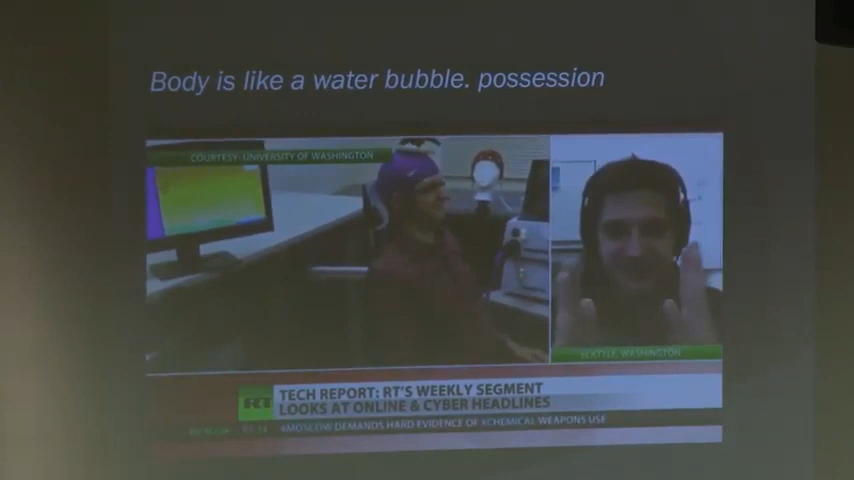 Body is like a water bubble. possession
COURTESY: UNIVERSITY OF WASHINGTON
SEATTLE, WASHINGTON
RT
TECH REPORT: RT'S WEEKLY SEGMENT
LOOKS AT ONLINE & CYBER HEADLINES
#MOSCOW DEMANDS HARD EVIDENCE OF #CHEMICAL WEAPONS USE